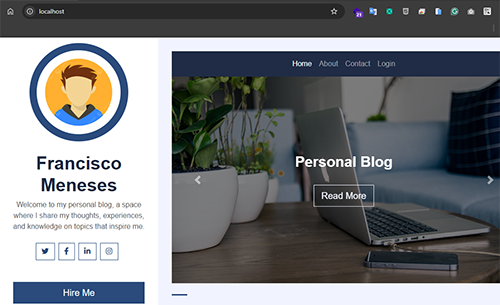 localhost
21
Home About Contact Login
Francisco
Meneses
Welcome to my personal blog, a space
where I share my thoughts, experiences,
and knowledge on topics that inspire me.
Hire Me
Personal Blog
Read More